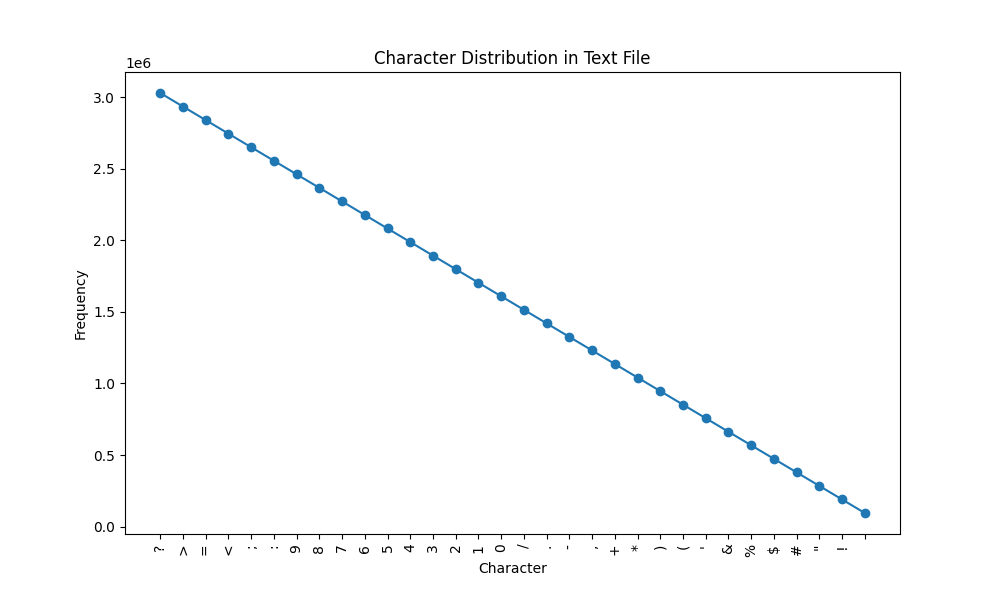 Character Distribution in Text File
1e6
3.0
2.5
2.0
1.5
1.0
0.5
0.0
Frequency
? > = < ; : 9 8 7 6 5 4 3 2 1 0 / . - , + * ) ( ' & % $ # " !
Character